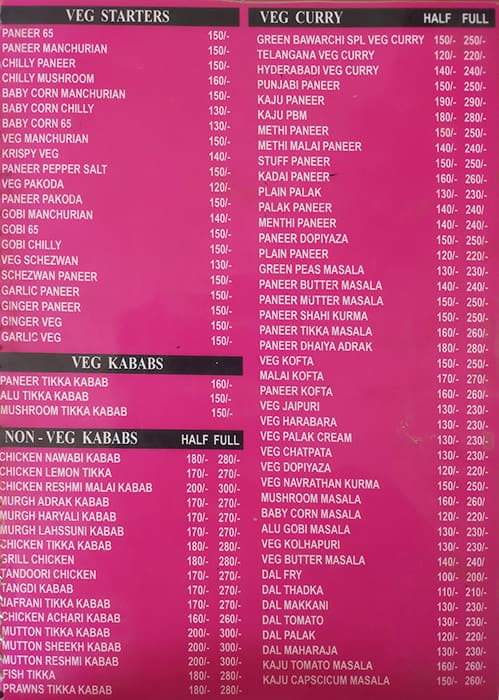 VEG STARTERS
PANEER 65 150/-
PANEER MANCHURIAN 150/-
CHILLY PANEER 150/-
CHILLY MUSHROOM 160/-
BABY CORN MANCHURIAN 150/-
BABY CORN CHILLY 130/-
BABY CORN 65 130/-
VEG MANCHURIAN 150/-
KRISPY VEG 140/-
PANEER PEPPER SALT 150/-
VEG PAKODA 120/-
PANEER PAKODA 150/-
GOBI MANCHURIAN 140/-
GOBI 65 150/-
GOBI CHILLY 150/-
VEG SCHEZWAN 130/-
SCHEZWAN PANEER 150/-
GARLIC PANEER 150/-
GINGER PANEER 150/-
GINGER VEG 150/-
GARLIC VEG 150/-
VEG KABABS
PANEER TIKKA KABAB 160/-
ALU TIKKA KABAB 150/-
MUSHROOM TIKKA KABAB 150/-
NON - VEG KABABS HALF FULL
CHICKEN NAWABI KABAB 180/- 280/-
CHICKEN LEMON TIKKA 170/- 270/-
CHICKEN RESHMI MALAI KABAB 200/- 300/-
MURGH ADRAK KABAB 170/- 270/-
MURGH HARYALI KABAB 170/- 270/-
MURGH LAHSSUNI KABAB 170/- 270/-
CHICKEN TIKKA KABAB 180/- 280/-
GRILL CHICKEN 180/- 280/-
TANDOORI CHICKEN 170/- 270/-
TANGDI KABAB 170/- 270/-
JAFRANI TIKKA KABAB 170/- 270/-
CHICKEN ACHARI KABAB 160/- 260/-
MUTTON TIKKA KABAB 200/- 300/-
MUTTON SHEEKH KABAB 200/- 300/-
MUTTON RESHMI KABAB 200/- 300/-
FISH TIKKA 180/- 280/-
PRAWNS TIKKA KABAB 180/- 280/-
VEG CURRY HALF FULL
GREEN BAWARCHI SPL VEG CURRY 150/- 250/-
TELANGANA VEG CURRY 120/- 220/-
HYDERABADI VEG CURRY 140/- 240/-
PUNJABI PANEER 150/- 250/-
KAJU PANEER 190/- 290/-
KAJU PBM 180/- 280/-
METHI PANEER 150/- 250/-
METHI MALAI PANEER 140/- 240/-
STUFF PANEER 150/- 250/-
KADAI PANEER 160/- 260/-
PLAIN PALAK 130/- 230/-
PALAK PANEER 140/- 240/
MENTHI PANEER 140/- 240/-
PANEER DOPIYAZA 150/- 250/-
PLAIN PANEER 120/- 220/-
GREEN PEAS MASALA 130/- 230/-
PANEER BUTTER MASALA 140/- 240/-
PANEER MUTTER MASALA 150/- 250/-
PANEER SHAHI KURMA 150/- 250/-
PANEER TIKKA MASALA 160/- 260/-
PANEER DHAIYA ADRAK 180/- 280/-
VEG KOFTA 150/- 250/-
MALAI KOFTA 170/- 270/-
PANEER KOFTA 160/- 260/-
VEG JAIPURI 130/- 230/-
VEG HARABARA 130/- 230/-
VEG PALAK CREAM 130/- 230/-
VEG CHATPATA 130/- 230/-
VEG DOPIYAZA 120/- 220/-
VEG NAVRATHAN KURMA 150/- 250/-
MUSHROOM MASALA 160/- 260/
BABY CORN MASALA 120/- 220/-
ALU GOBI MASALA 130/- 230/-
VEG KOLHAPURI 130/- 230/-
VEG BUTTER MASALA 140/- 240/
DAL FRY 100/- 200/-
DAL THADKA 110/- 210/-
DAL MAKKANI 130/- 230/-
DAL TOMATO 130/- 230/-
DAL PALAK 120/- 220/-
DAL MAHARAJA 130/- 230/-
KAJU TOMATO MASALA 160/- 260/-
KAJU CAPSCICUM MASALA 150/- 250/-